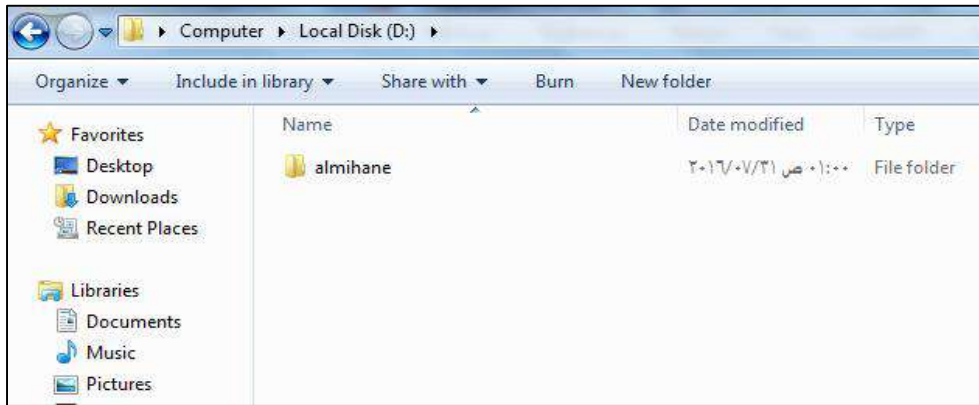 Computer ▸ Local Disk (D:) ▸
Organize Include in library Share with Burn New folder
Name Date modified Type
Favorites
Desktop
Downloads
Recent Places
Libraries
Documents
Music
Pictures
almihane ٠١:٠٠ ص ٢٠١٦/٠٧/٣١ File folder